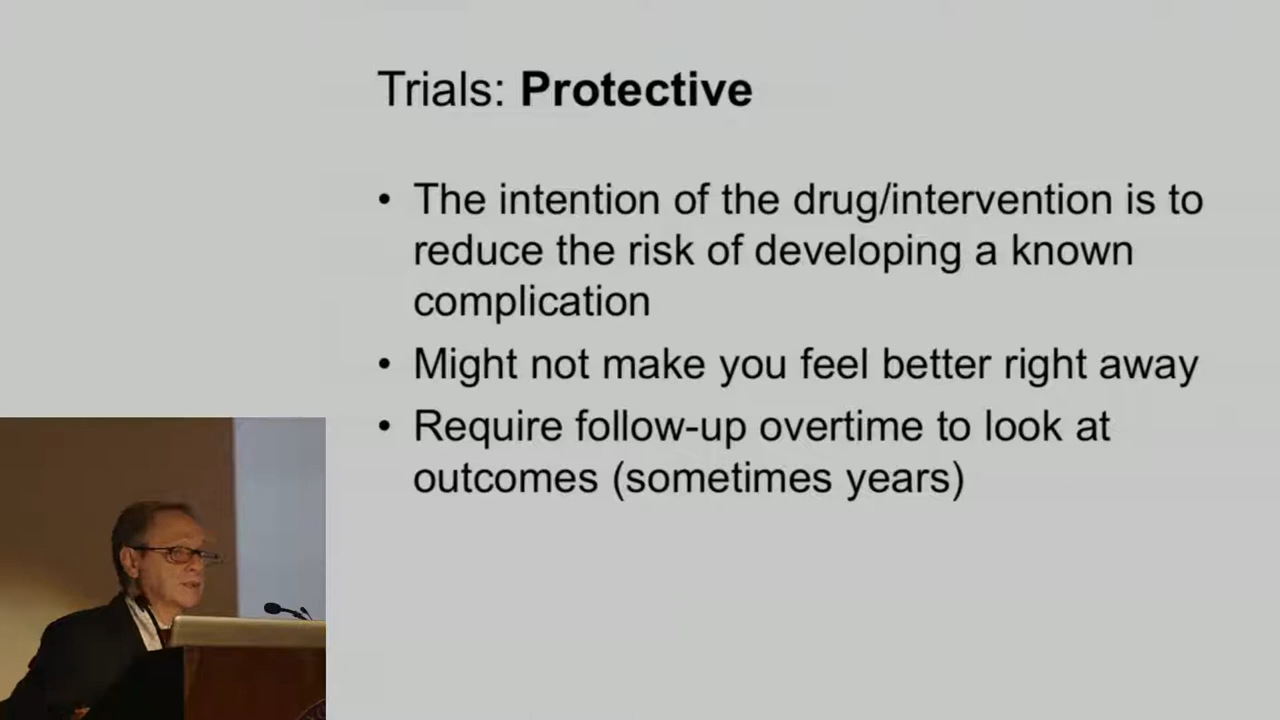 Trials: Protective
• The intention of the drug/intervention is to
reduce the risk of developing a known
complication
• Might not make you feel better right away
• Require follow-up overtime to look at
outcomes (sometimes years)